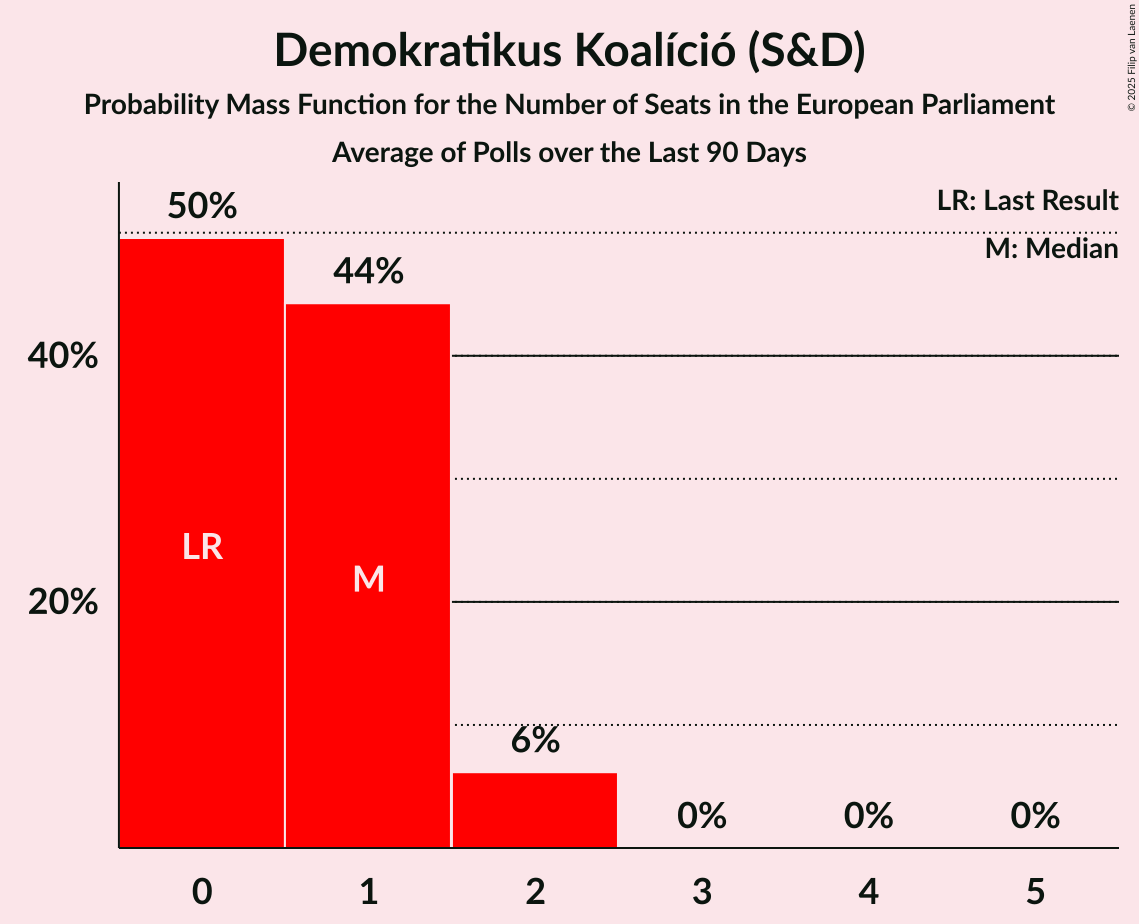 Demokratikus Koalíció (S&D)
Probability Mass Function for the Number of Seats in the European Parliament
Average of Polls over the Last 90 Days
© 2025 Filip van Laenen
LR: Last Result
M: Median
50%
44%
40%
LR
M
20%
6%
0%
0%
0%
0
1
2
3
4
5